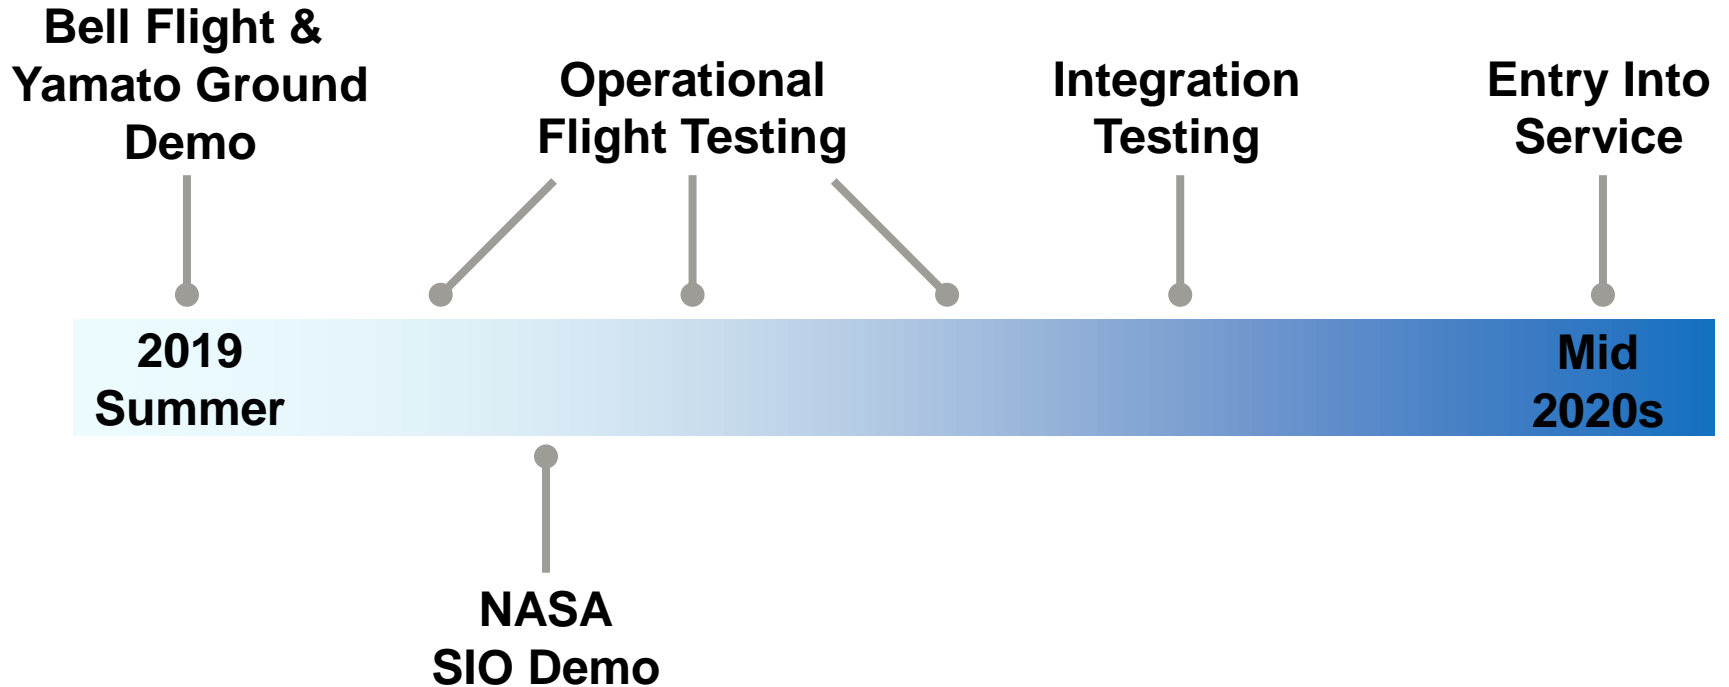 Bell Flight &
Yamato Ground
Demo
Operational
Flight Testing
Integration
Testing
Entry Into
Service
2019
Summer
Mid
2020s
NASA
SIO Demo